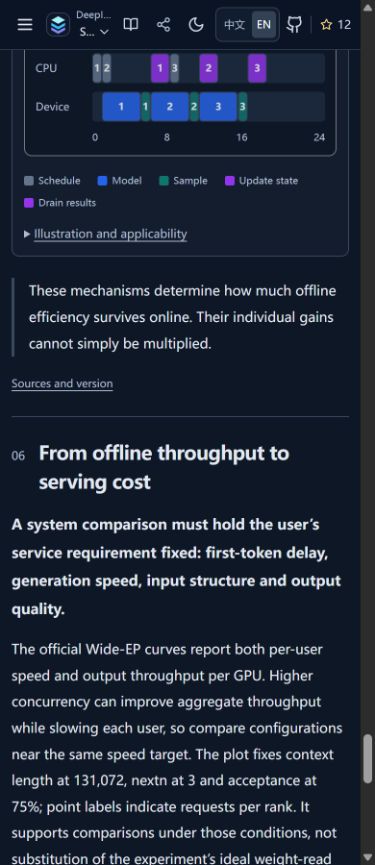 Deepl...
S...
中文
EN
12
CPU
1 2 1 3 2 3
Device
1 1 2 2 3 3
0 8 16 24
Schedule Model Sample Update state
Drain results
Illustration and applicability
These mechanisms determine how much offline
efficiency survives online. Their individual gains
cannot simply be multiplied.
Sources and version
06 From offline throughput to
serving cost
A system comparison must hold the user's
service requirement fixed: first-token delay,
generation speed, input structure and output
quality.
The official Wide-EP curves report both per-user
speed and output throughput per GPU. Higher
concurrency can improve aggregate throughput
while slowing each user, so compare configurations
near the same speed target. The plot fixes context
length at 131,072, nextn at 3 and acceptance at
75%; point labels indicate requests per rank. It
supports comparisons under those conditions, not
substitution of the experiment's ideal weight-read